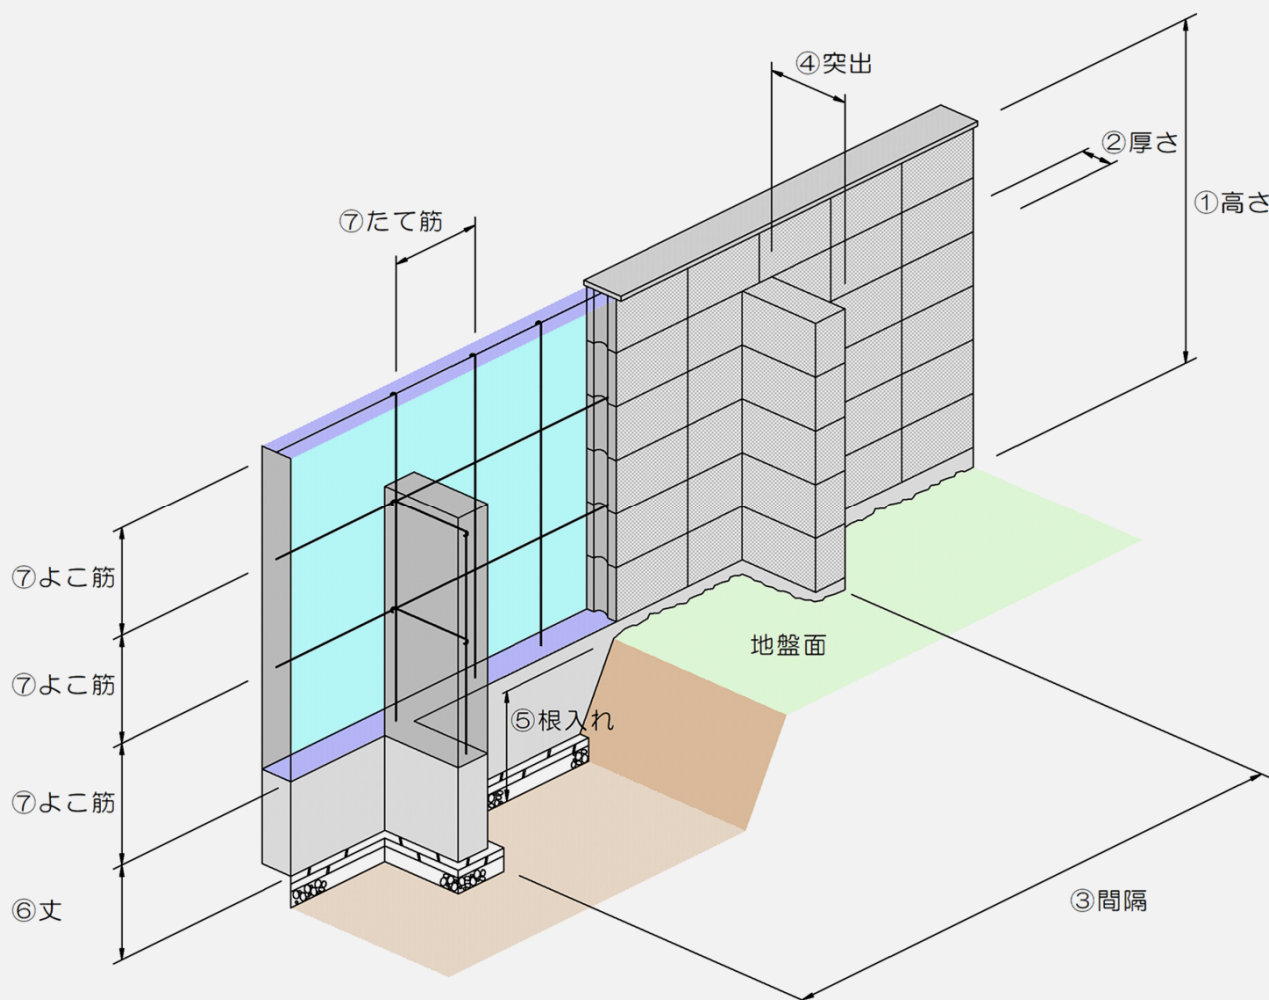 ④突出
②厚さ
①高さ
⑦たて筋
⑦よこ筋
地盤面
⑦よこ筋
⑤根入れ
⑦よこ筋
③間隔
⑥丈